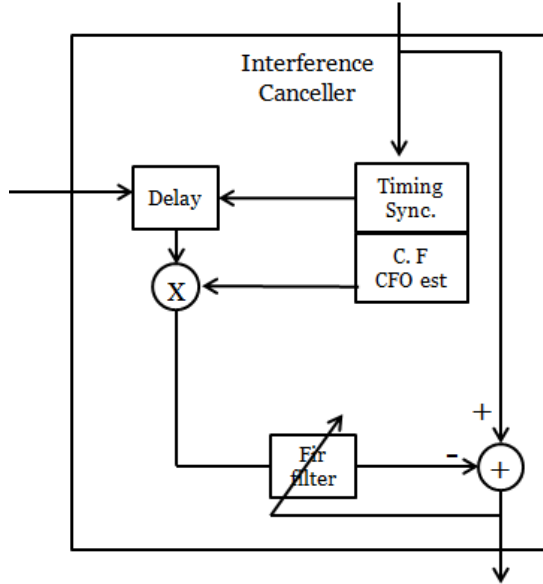 Interference
Canceller
Delay
Timing
Sync.
C. F
CFO est
X
+
Fir
filter
-
+